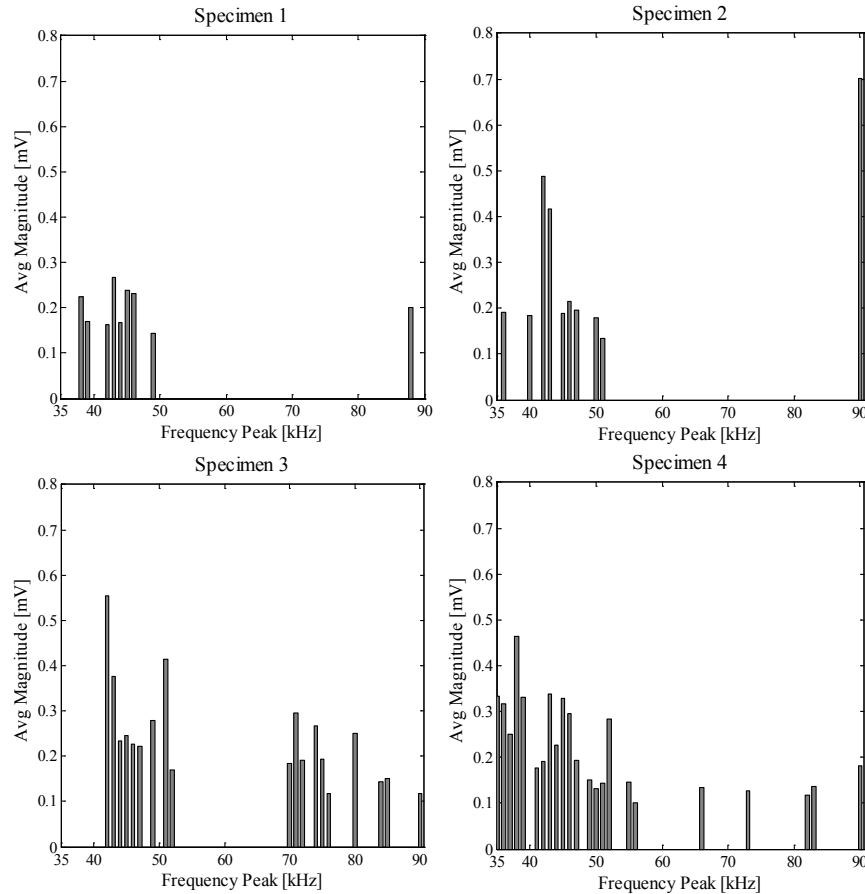 Specimen 1
0.8
0.7
0.6
0.5
0.4
0.3
0.2
0.1
0
Avg Magnitude [mV]
35 40 50 60 70 80 90
Frequency Peak [kHz]
Specimen 2
0.8
0.7
0.6
0.5
0.4
0.3
0.2
0.1
0
Avg Magnitude [mV]
35 40 50 60 70 80 90
Frequency Peak [kHz]
Specimen 3
0.8
0.7
0.6
0.5
0.4
0.3
0.2
0.1
0
Avg Magnitude [mV]
35 40 50 60 70 80 90
Frequency Peak [kHz]
Specimen 4
0.8
0.7
0.6
0.5
0.4
0.3
0.2
0.1
0
Avg Magnitude [mV]
35 40 50 60 70 80 90
Frequency Peak [kHz]